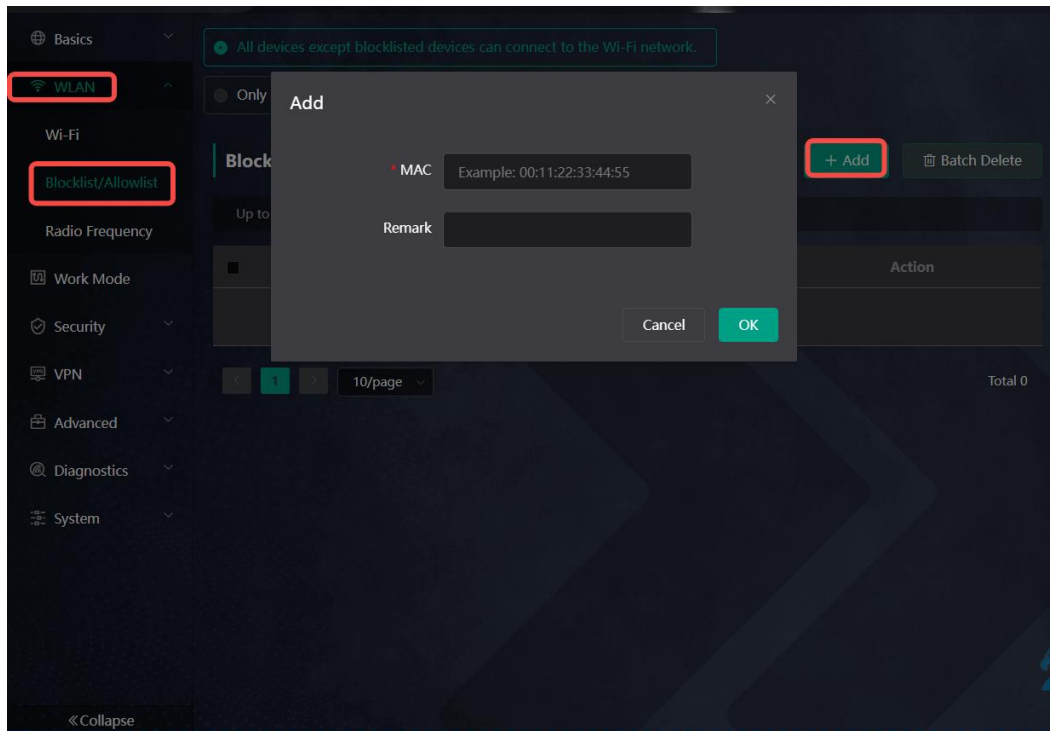 Basics
All devices except blocklisted devices can connect to the Wi-Fi network.
WLAN
Only
Add
Wi-Fi
Block
* MAC
Example: 00:11:22:33:44:55
+ Add
Batch Delete
Blocklist/Allowlist
Up to
Remark
Radio Frequency
Work Mode
Action
Security
Cancel
OK
VPN
VPN
1
10/page
Total 0
Advanced
Diagnostics
System
«Collapse